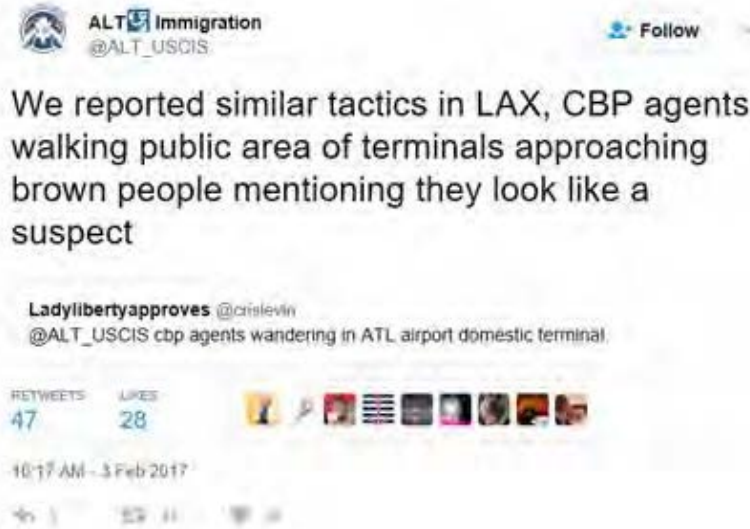 ALT Immigration
@ALT_USCIS
Follow
We reported similar tactics in LAX, CBP agents
walking public area of terminals approaching
brown people mentioning they look like a
suspect
Ladylibertyapproves @crislevin
@ALT_USCIS cbp agents wandering in ATL airport domestic terminal
RETWEETS LIKES
47 28
10:17 AM - 3 Feb 2017